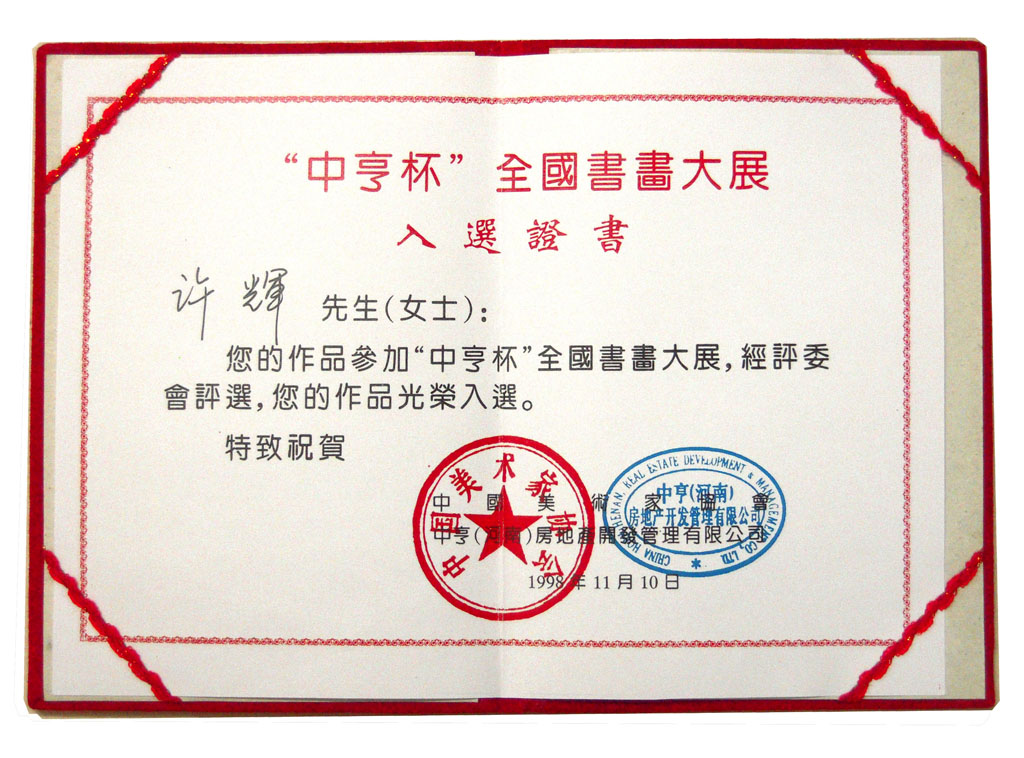 “中亨杯”全國書畫大展
入選證書
许輝 先生(女士):
您的作品參加“中亨杯”全國書畫大展,經評委
會評選,您的作品光榮入選。
特致祝賀
中國美術家協會
中亨(河南)房地產開發管理有限公司
1998年11月10日
中国美术家协会
HENAN, REAL ESTATE DEVELOPMENT & MANAGEMENT CO., LTD.
中亨(河南)
房地产开发管理有限公司